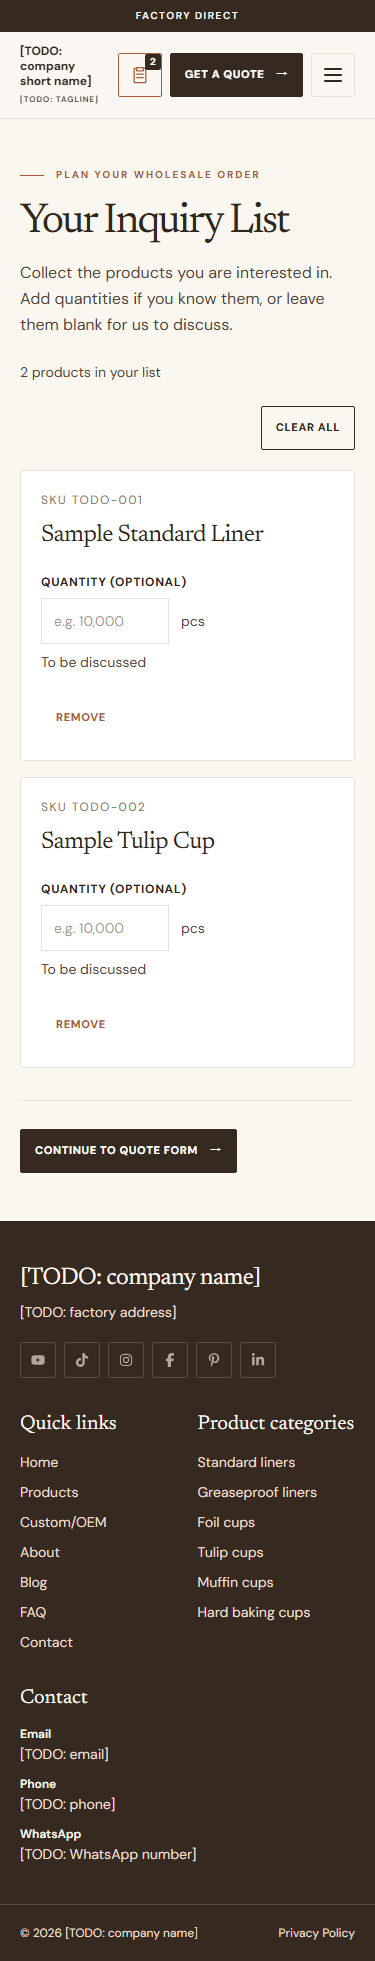 FACTORY DIRECT
[TODO:
company
short name]
[TODO: TAGLINE]
2
GET A QUOTE →
PLAN YOUR WHOLESALE ORDER
Your Inquiry List
Collect the products you are interested in.
Add quantities if you know them, or leave
them blank for us to discuss.
2 products in your list
CLEAR ALL
SKU TODO-001
Sample Standard Liner
QUANTITY (OPTIONAL)
e.g. 10,000 pcs
To be discussed
REMOVE
SKU TODO-002
Sample Tulip Cup
QUANTITY (OPTIONAL)
e.g. 10,000 pcs
To be discussed
REMOVE
CONTINUE TO QUOTE FORM →
[TODO: company name]
[TODO: factory address]
Quick links
Home
Products
Custom/OEM
About
Blog
FAQ
Contact
Product categories
Standard liners
Greaseproof liners
Foil cups
Tulip cups
Muffin cups
Hard baking cups
Contact
Email
[TODO: email]
Phone
[TODO: phone]
WhatsApp
[TODO: WhatsApp number]
© 2026 [TODO: company name]
Privacy Policy